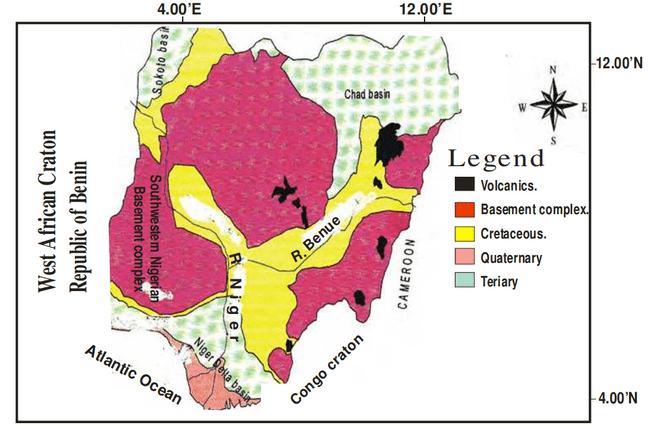 4.00'E
12.00'E
12.00'N
Sokoto basin
Chad basin
N
W
E
S
Legend
Volcanics.
Basement complex.
Cretaceous.
Quaternary
Teriary
West African Craton
Republic of Benin
Southwestern Nigerian
Basement complex
R. Benue
R. Niger
CAMEROON
Niger Delta basin
Atlantic Ocean
Congo craton
4.00'N